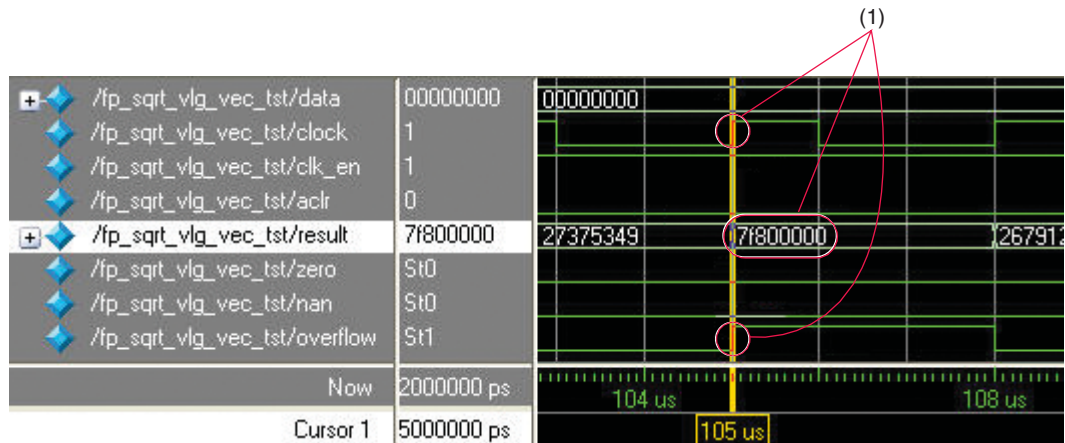 (1)
/fp_sqrt_vlg_vec_tst/data 00000000 00000000
/fp_sqrt_vlg_vec_tst/clock 1
/fp_sqrt_vlg_vec_tst/clk_en 1
/fp_sqrt_vlg_vec_tst/aclr 0
/fp_sqrt_vlg_vec_tst/result 7f800000 27375349 7f800000 267912
/fp_sqrt_vlg_vec_tst/zero St0
/fp_sqrt_vlg_vec_tst/nan St0
/fp_sqrt_vlg_vec_tst/overflow St1
Now 2000000 ps 104 us 108 us
Cursor 1 5000000 ps 105 us